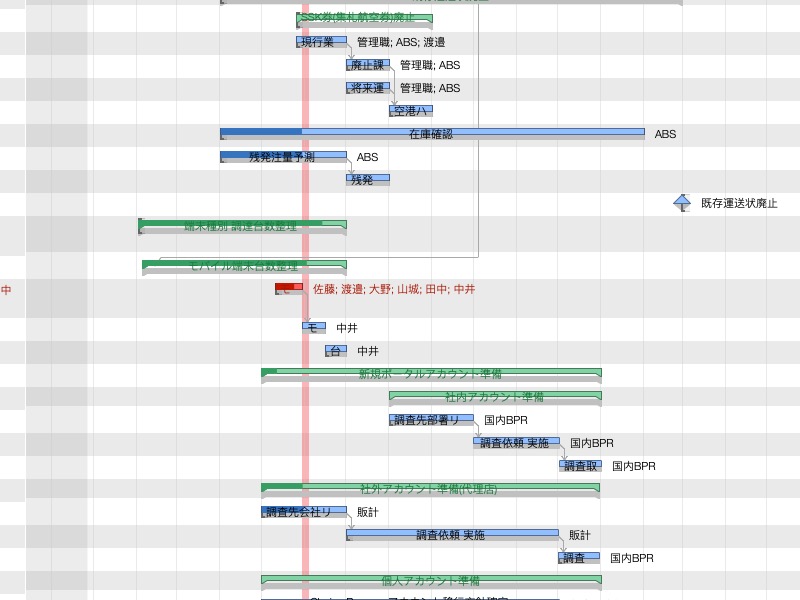 SSK券(集札航空券)廃止
現行業 管理職; ABS; 渡邉
廃止課 管理職; ABS
将来運 管理職; ABS
空港ハ
在庫確認 ABS
残発注量予測 ABS
残発
既存運送状廃止
端末種別 調達台数整理
モバイル端末台数整理
中 モ 佐藤; 渡邉; 大野; 山城; 田中; 中井
モ 中井
台 中井
新規ポータルアカウント準備
社内アカウント準備
調査先部署リ 国内BPR
調査依頼 実施 国内BPR
調査取 国内BPR
社外アカウント準備(代理店)
調査先会社リ 販計
調査依頼 実施 販計
調査 国内BPR
個人アカウント準備